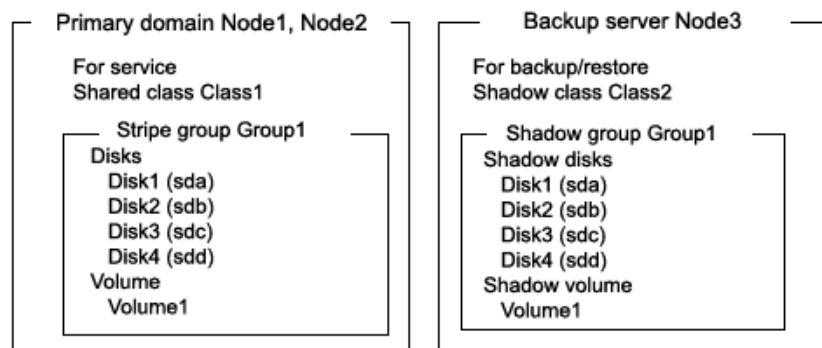 Primary domain Node1, Node2
For service
Shared class Class1
Stripe group Group1
Disks
Disk1 (sda)
Disk2 (sdb)
Disk3 (sdc)
Disk4 (sdd)
Volume
Volume1
Backup server Node3
For backup/restore
Shadow class Class2
Shadow group Group1
Shadow disks
Disk1 (sda)
Disk2 (sdb)
Disk3 (sdc)
Disk4 (sdd)
Shadow volume
Volume1